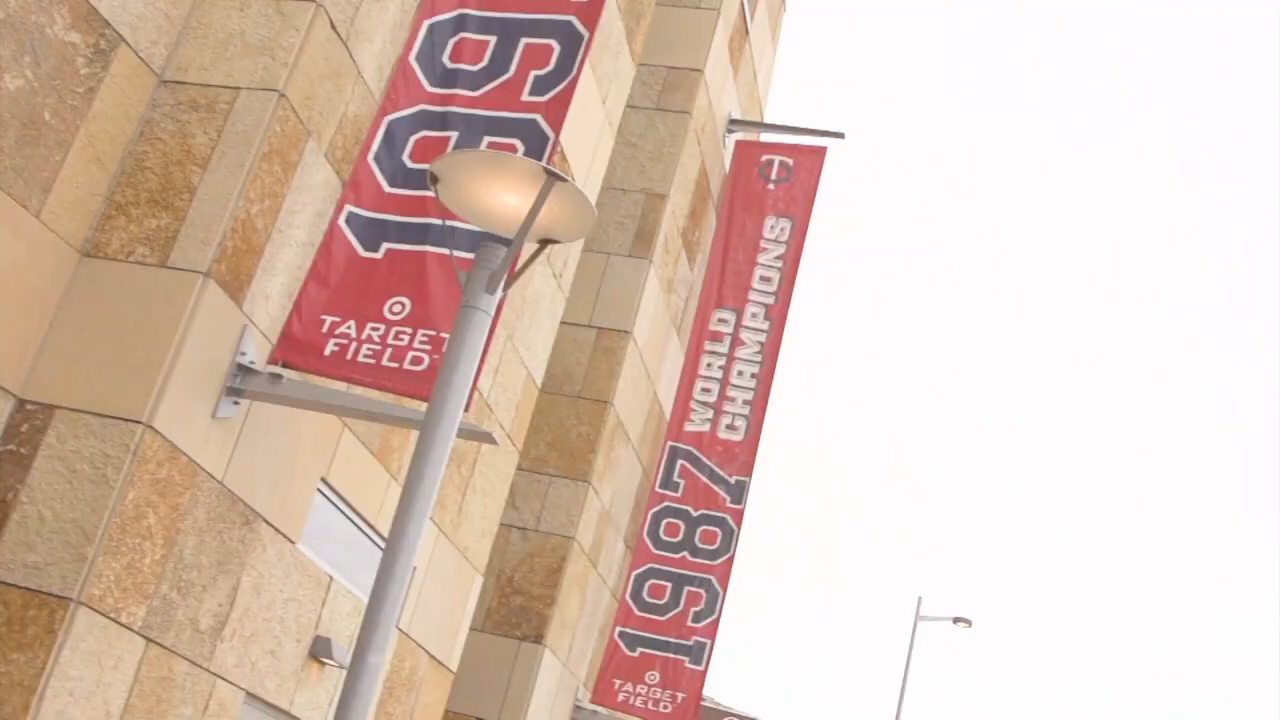 199
TARGET
FIELD
WORLD
CHAMPIONS
1987
TARGET
FIELD